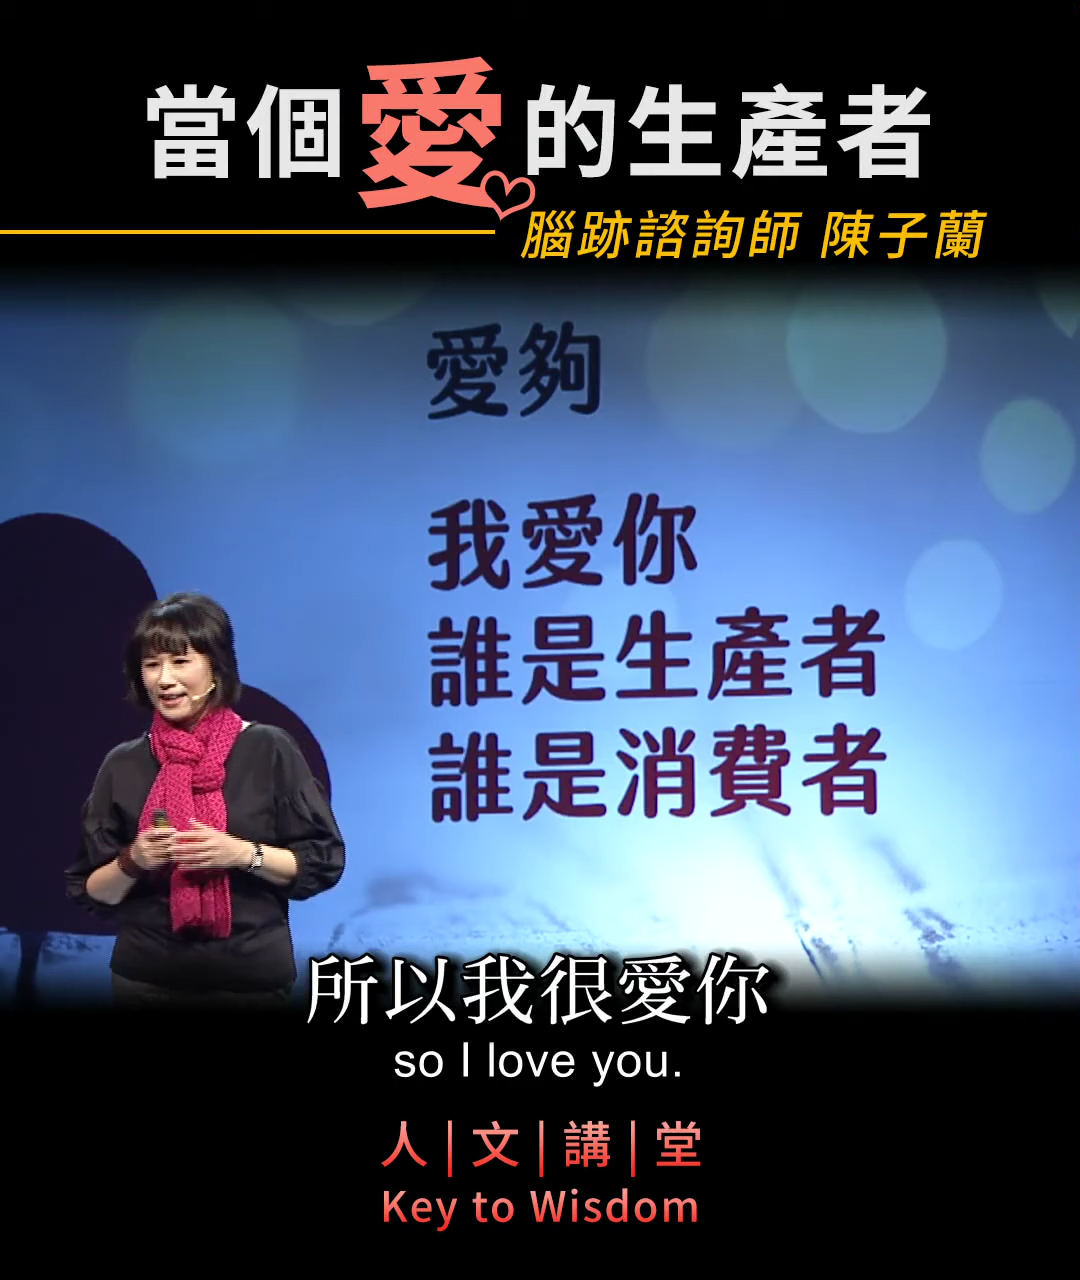 當個愛的生產者
腦跡諮詢師 陳子蘭
愛夠
我愛你
誰是生產者
誰是消費者
所以我很愛你
so I love you.
人|文|講|堂
Key to Wisdom